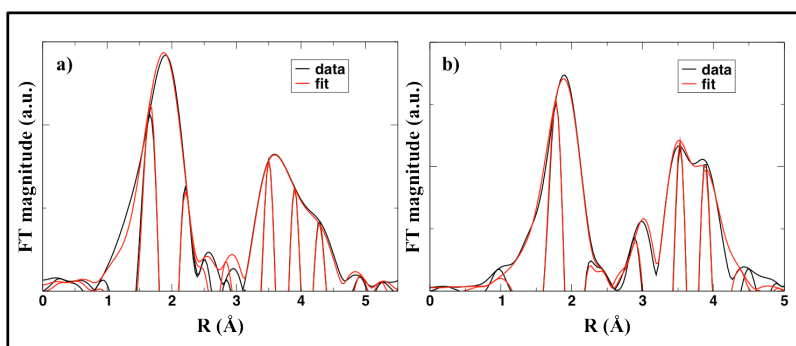 a)
data
fit
FT magnitude (a.u.)
0 1 2 3 4 5
R (Å)
b)
data
fit
FT magnitude (a.u.)
0 1 2 3 4 5
R (Å)